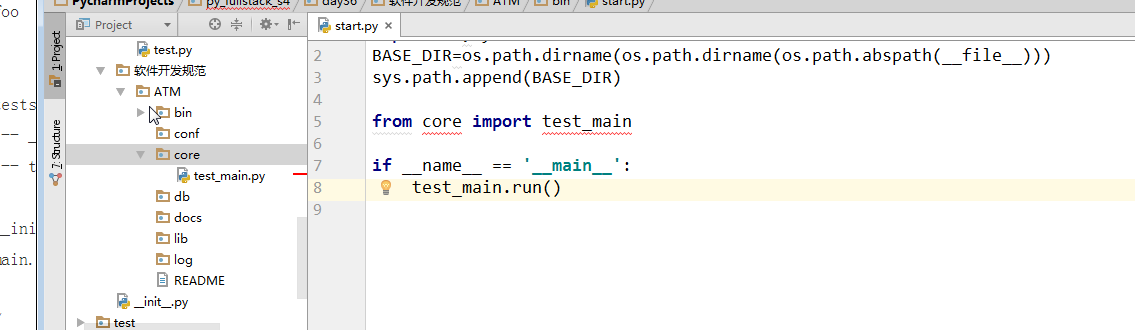 foo
PycharmProjects py_fullstack_s4 day36 软件开发规范 ATM bin start.py
Project
start.py
1: Project
7: Structure
test.py
软件开发规范
ATM
bin
conf
core
test_main.py
db
docs
lib
log
README
__init__.py
test
2 BASE_DIR=os.path.dirname(os.path.dirname(os.path.abspath(__file__)))
3 sys.path.append(BASE_DIR)
4
5 from core import test_main
6
7 if __name__ == '__main__':
8 test_main.run()
9